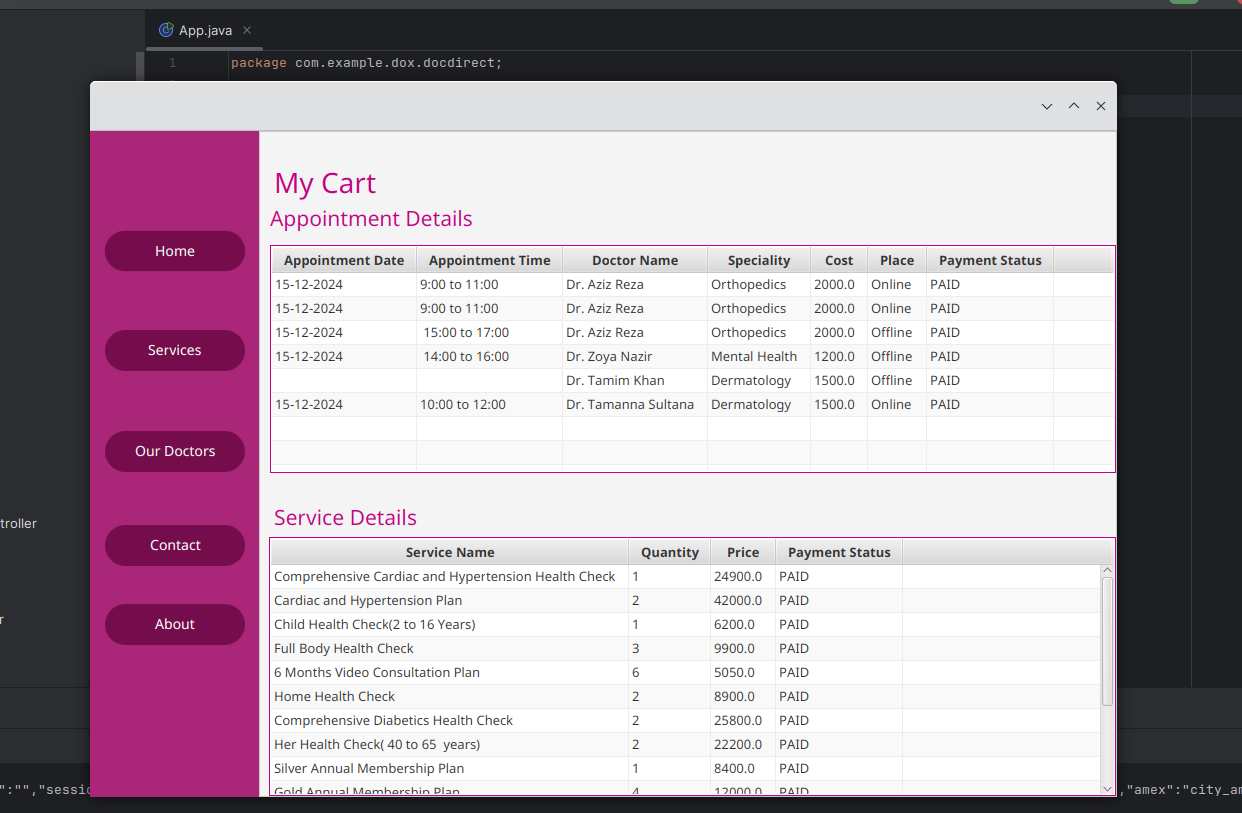 App.java
1 package com.example.dox.docdirect;
My Cart
Appointment Details
Appointment Date Appointment Time Doctor Name Speciality Cost Place Payment Status
15-12-2024 9:00 to 11:00 Dr. Aziz Reza Orthopedics 2000.0 Online PAID
15-12-2024 9:00 to 11:00 Dr. Aziz Reza Orthopedics 2000.0 Online PAID
15-12-2024 15:00 to 17:00 Dr. Aziz Reza Orthopedics 2000.0 Offline PAID
15-12-2024 14:00 to 16:00 Dr. Zoya Nazir Mental Health 1200.0 Offline PAID
Dr. Tamim Khan Dermatology 1500.0 Offline PAID
15-12-2024 10:00 to 12:00 Dr. Tamanna Sultana Dermatology 1500.0 Online PAID
Home
Services
Our Doctors
Contact
About
Service Details
Service Name Quantity Price Payment Status
Comprehensive Cardiac and Hypertension Health Check 1 24900.0 PAID
Cardiac and Hypertension Plan 2 42000.0 PAID
Child Health Check(2 to 16 Years) 1 6200.0 PAID
Full Body Health Check 3 9900.0 PAID
6 Months Video Consultation Plan 6 5050.0 PAID
Home Health Check 2 8900.0 PAID
Comprehensive Diabetics Health Check 2 25800.0 PAID
Her Health Check( 40 to 65  years) 2 22200.0 PAID
Silver Annual Membership Plan 1 8400.0 PAID
Gold Annual Membership Plan 4 12000.0 PAID
troller
r
":"","sessio
,"amex":"city_am